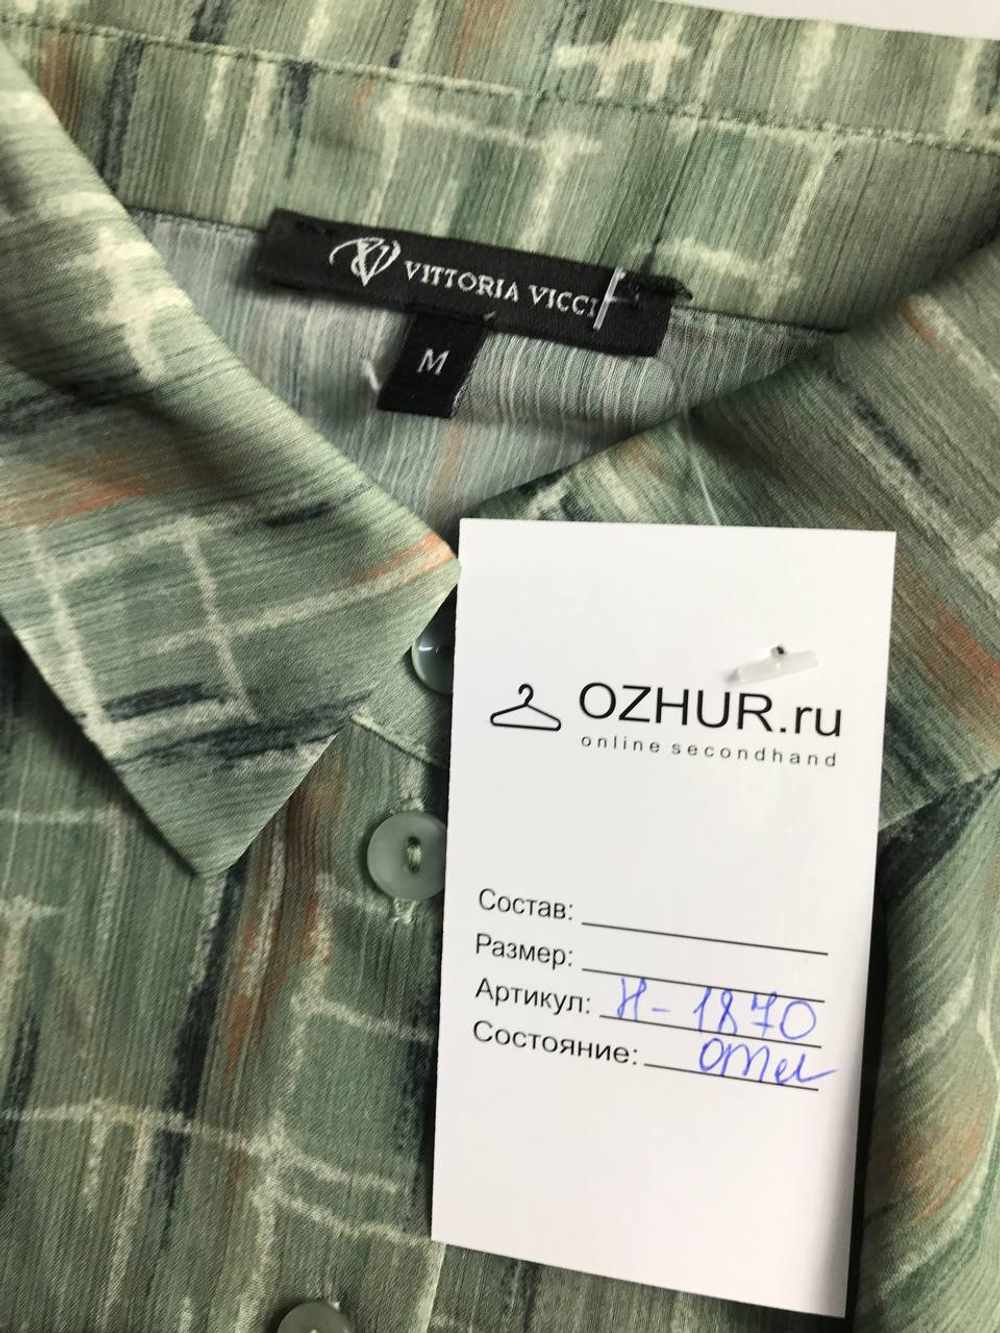 VITTORIA VICCI
M
OZHUR.ru
online secondhand
Состав:
Размер:
Артикул: Н-1870
Состояние: отл